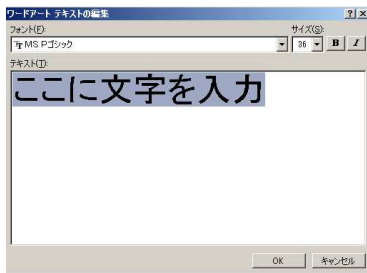 ワードアート テキストの編集
フォント(F):
サイズ(S):
MS Pゴシック
36
B
I
テキスト(T):
ここに文字を入力
OK
キャンセル